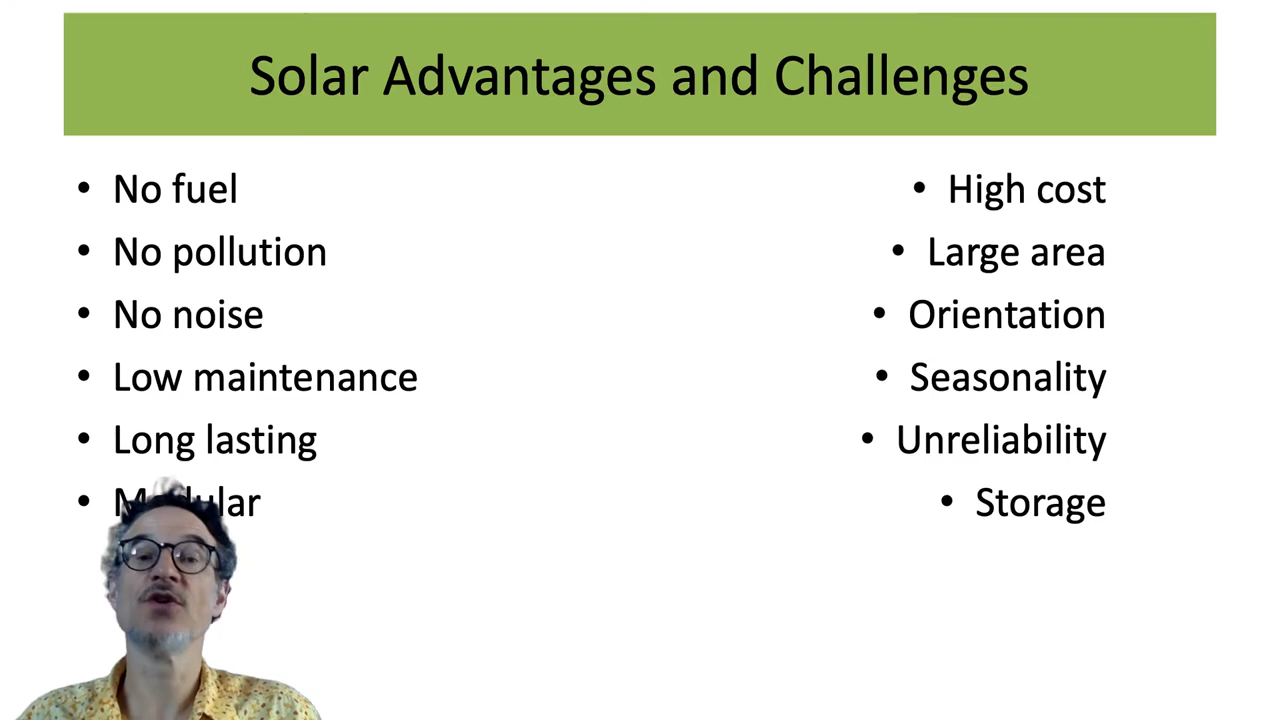 Solar Advantages and Challenges
• No fuel
• No pollution
• No noise
• Low maintenance
• Long lasting
• Modular
• High cost
• Large area
• Orientation
• Seasonality
• Unreliability
• Storage